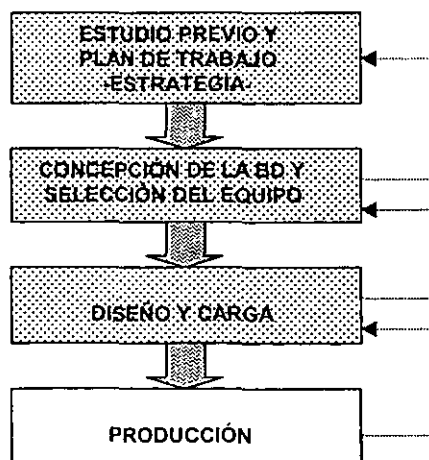 ESTUDIO PREVIO Y
PLAN DE TRABAJO
-ESTRATEGIA-
CONCEPCIÓN DE LA BD Y
SELECCIÓN DEL EQUIPO
DISEÑO Y CARGA
PRODUCCIÓN